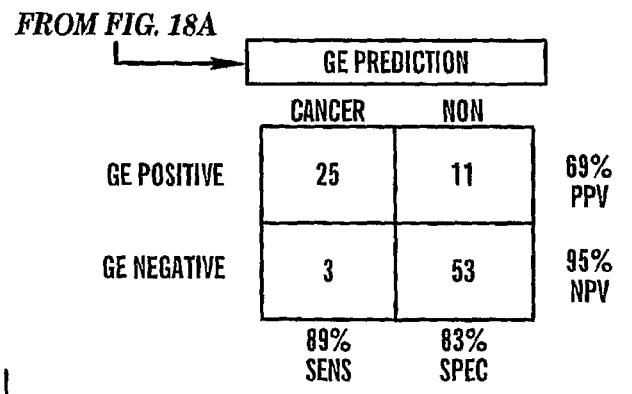 FROM FIG. 18A
GE PREDICTION
CANCER NON
GE POSITIVE 25 11 69% PPV
GE NEGATIVE 3 53 95% NPV
89% SENS 83% SPEC